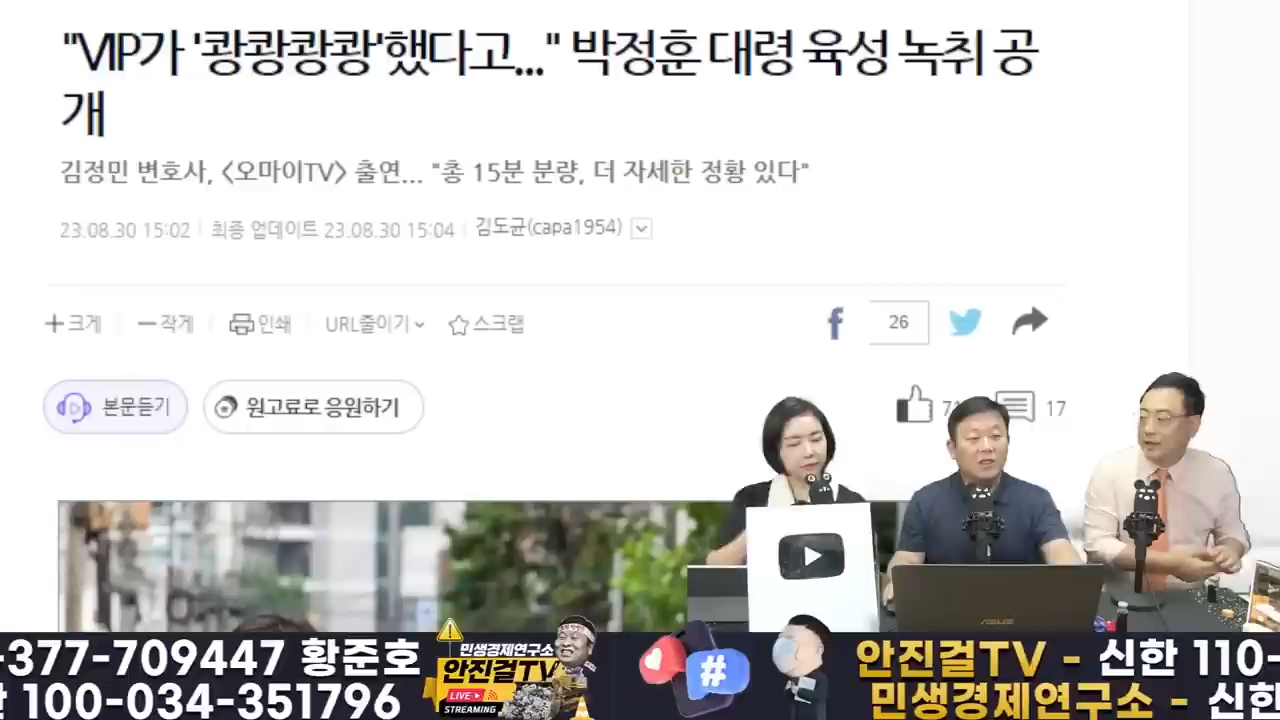 "VIP가 '쾅쾅쾅쾅'했다고..." 박정훈 대령 육성 녹취 공
개
김정민 변호사, <오마이TV> 출연... "총 15분 분량, 더 자세한 정황 있다"
23.08.30 15:02 최종 업데이트 23.08.30 15:04 김도균(capa1954)
+크게 -작게 인쇄 URL줄이기 스크랩 f 26
본문듣기 원고료로 응원하기 17
ASUS
-377-709447 황준호 민생경제연구소 안진걸TV - 신한 110-
안진걸TV #
100-034-351796 LIVE 민생경제연구소 - 신한
STREAMING